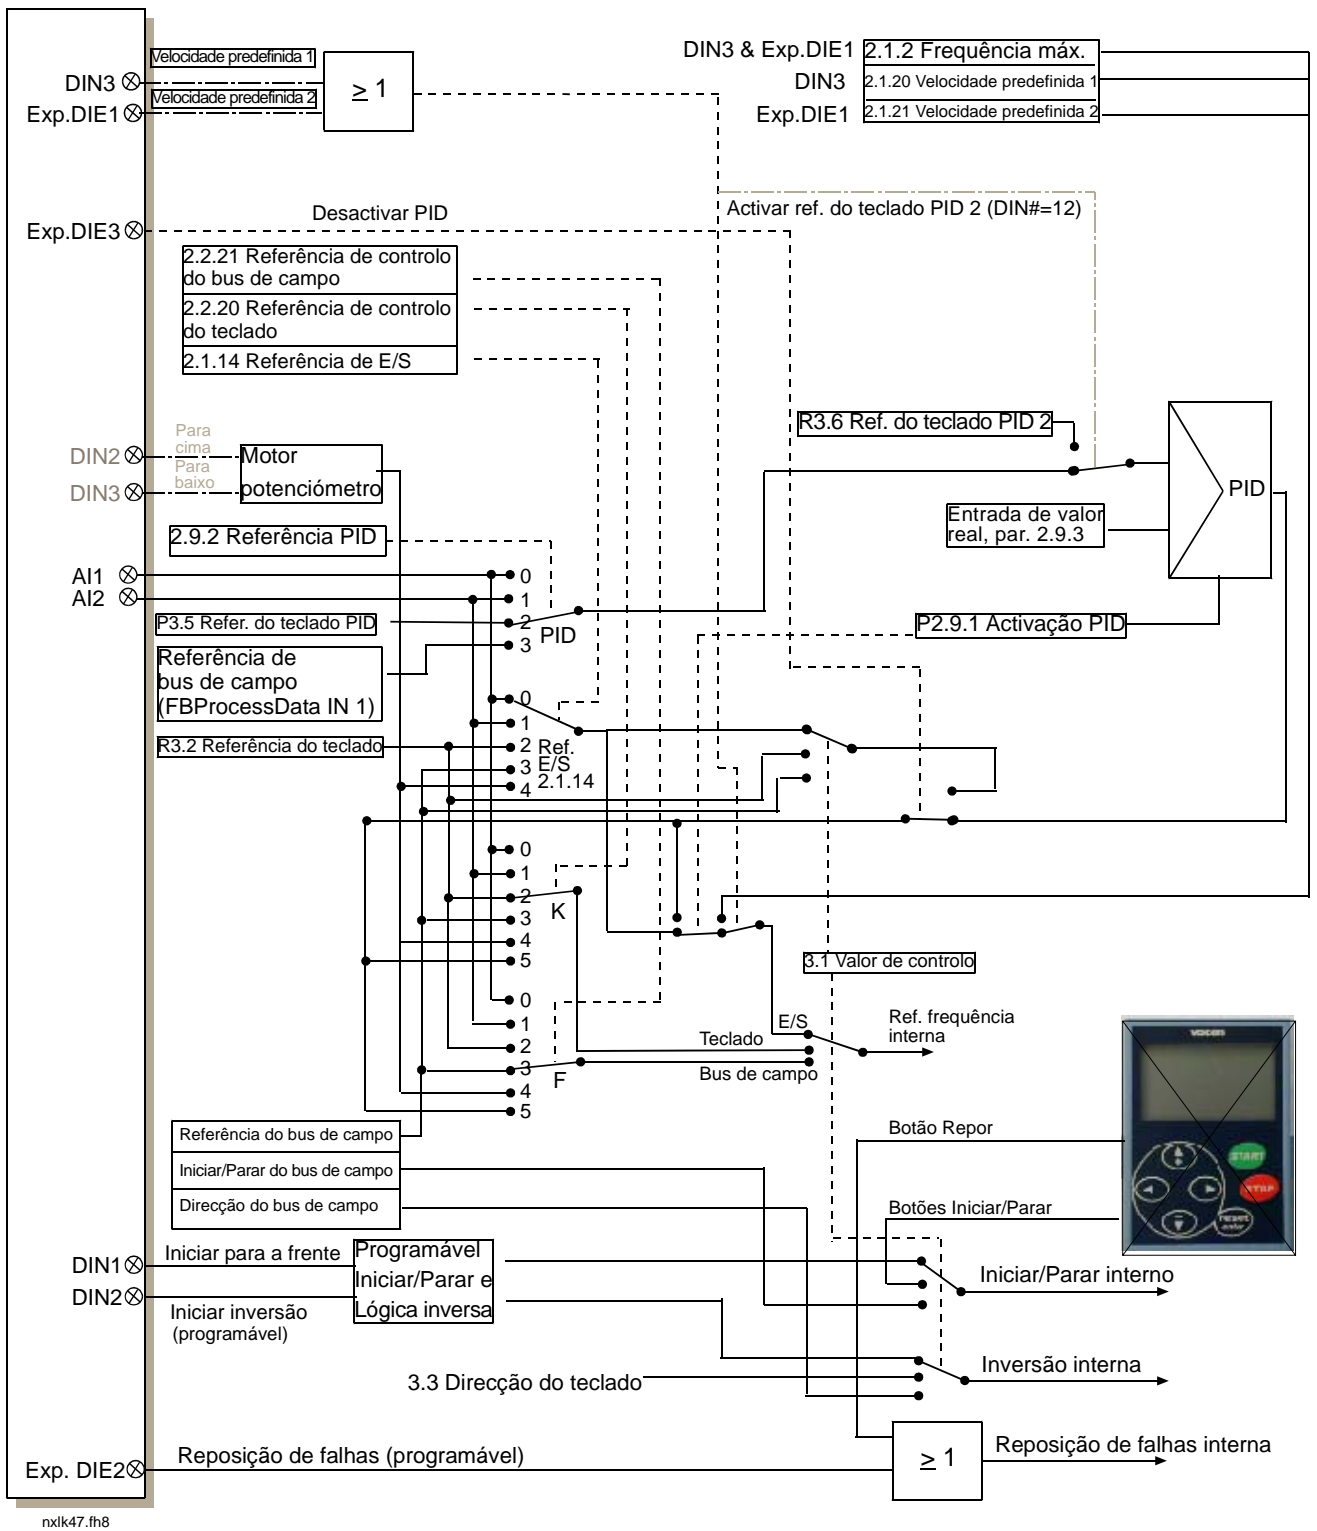 Velocidade predefinida 1
DIN3
Velocidade predefinida 2
Exp.DIE1
≥ 1
DIN3 & Exp.DIE1
2.1.2 Frequência máx.
DIN3
2.1.20 Velocidade predefinida 1
Exp.DIE1
2.1.21 Velocidade predefinida 2
Desactivar PID
Activar ref. do teclado PID 2 (DIN#=12)
Exp.DIE3
2.2.21 Referência de controlo
do bus de campo
2.2.20 Referência de controlo
do teclado
2.1.14 Referência de E/S
R3.6 Ref. do teclado PID 2
Para
cima
DIN2
Para
baixo
DIN3
Motor
potenciómetro
PID
Entrada de valor
real, par. 2.9.3
2.9.2 Referência PID
AI1
AI2
0
1
2
3
PID
P3.5 Refer. do teclado PID
P2.9.1 Activação PID
Referência de
bus de campo
(FBProcessData IN 1)
R3.2 Referência do teclado
0
1
2
3
4
Ref.
E/S
2.1.14
0
1
2
3
4
5
K
3.1 Valor de controlo
0
1
2
3
4
5
F
E/S
Teclado
Bus de campo
Ref. frequência
interna
VACON
START
STOP
reset
enter
Referência do bus de campo
Iniciar/Parar do bus de campo
Direcção do bus de campo
Botão Repor
Botões Iniciar/Parar
DIN1
Iniciar para a frente
DIN2
Iniciar inversão
(programável)
Programável
Iniciar/Parar e
Lógica inversa
Iniciar/Parar interno
Inversão interna
3.3 Direcção do teclado
Exp. DIE2
Reposição de falhas (programável)
≥ 1
Reposição de falhas interna
nxlk47.fh8